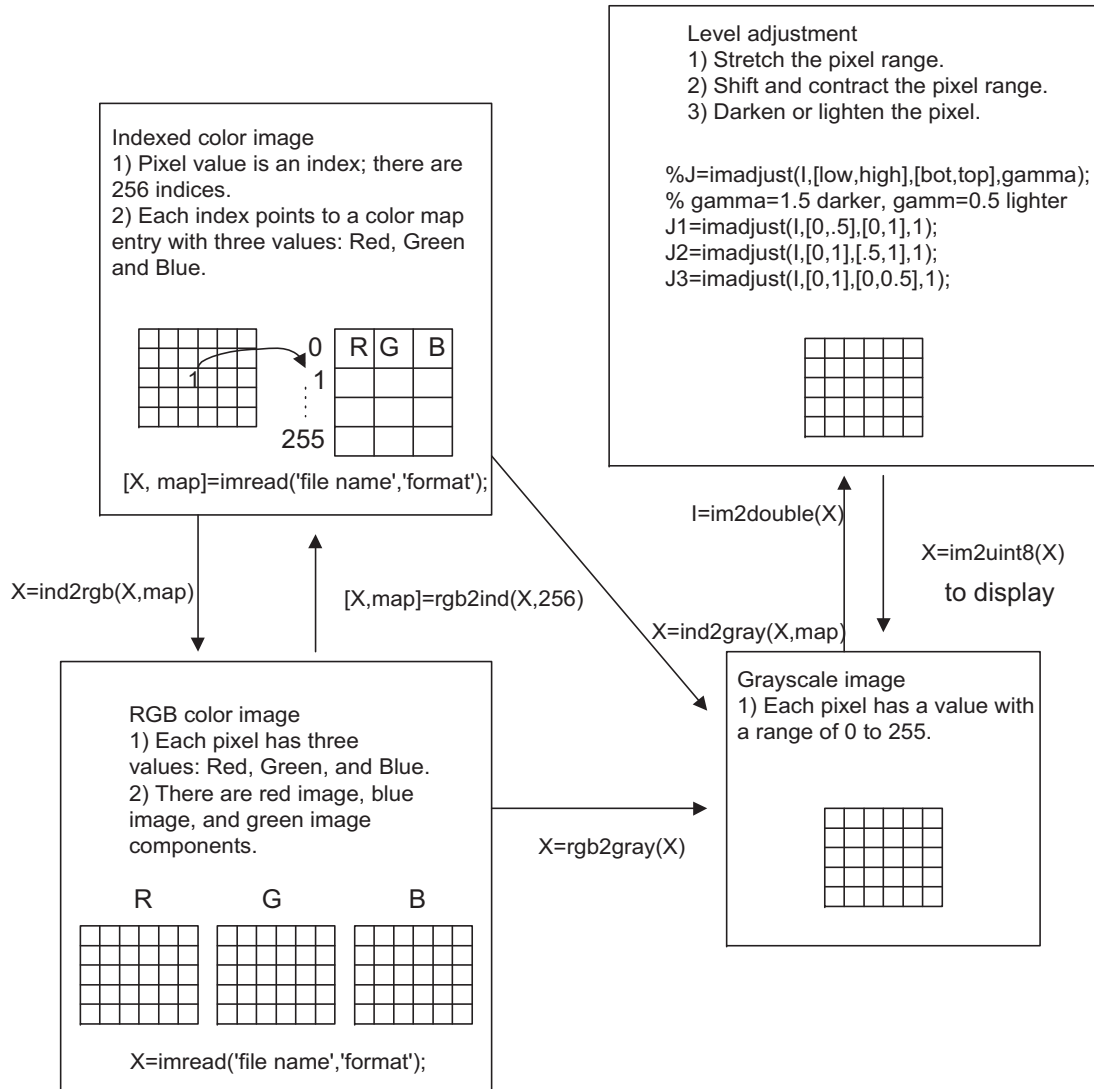 Level adjustment
1) Stretch the pixel range.
2) Shift and contract the pixel range.
3) Darken or lighten the pixel.
%J=imadjust(I,[low,high],[bot,top],gamma);
% gamma=1.5 darker, gamm=0.5 lighter
J1=imadjust(I,[0,.5],[0,1],1);
J2=imadjust(I,[0,1],[.5,1],1);
J3=imadjust(I,[0,1],[0,0.5],1);
Indexed color image
1) Pixel value is an index; there are
256 indices.
2) Each index points to a color map
entry with three values: Red, Green
and Blue.
0 R G B
1 1
255
[X, map]=imread('file name','format');
I=im2double(X)
X=im2uint8(X)
to display
X=ind2rgb(X,map)
[X,map]=rgb2ind(X,256)
X=ind2gray(X,map)
RGB color image
1) Each pixel has three
values: Red, Green, and Blue.
2) There are red image, blue
image, and green image
components.
R G B
X=imread('file name','format');
X=rgb2gray(X)
Grayscale image
1) Each pixel has a value with
a range of 0 to 255.